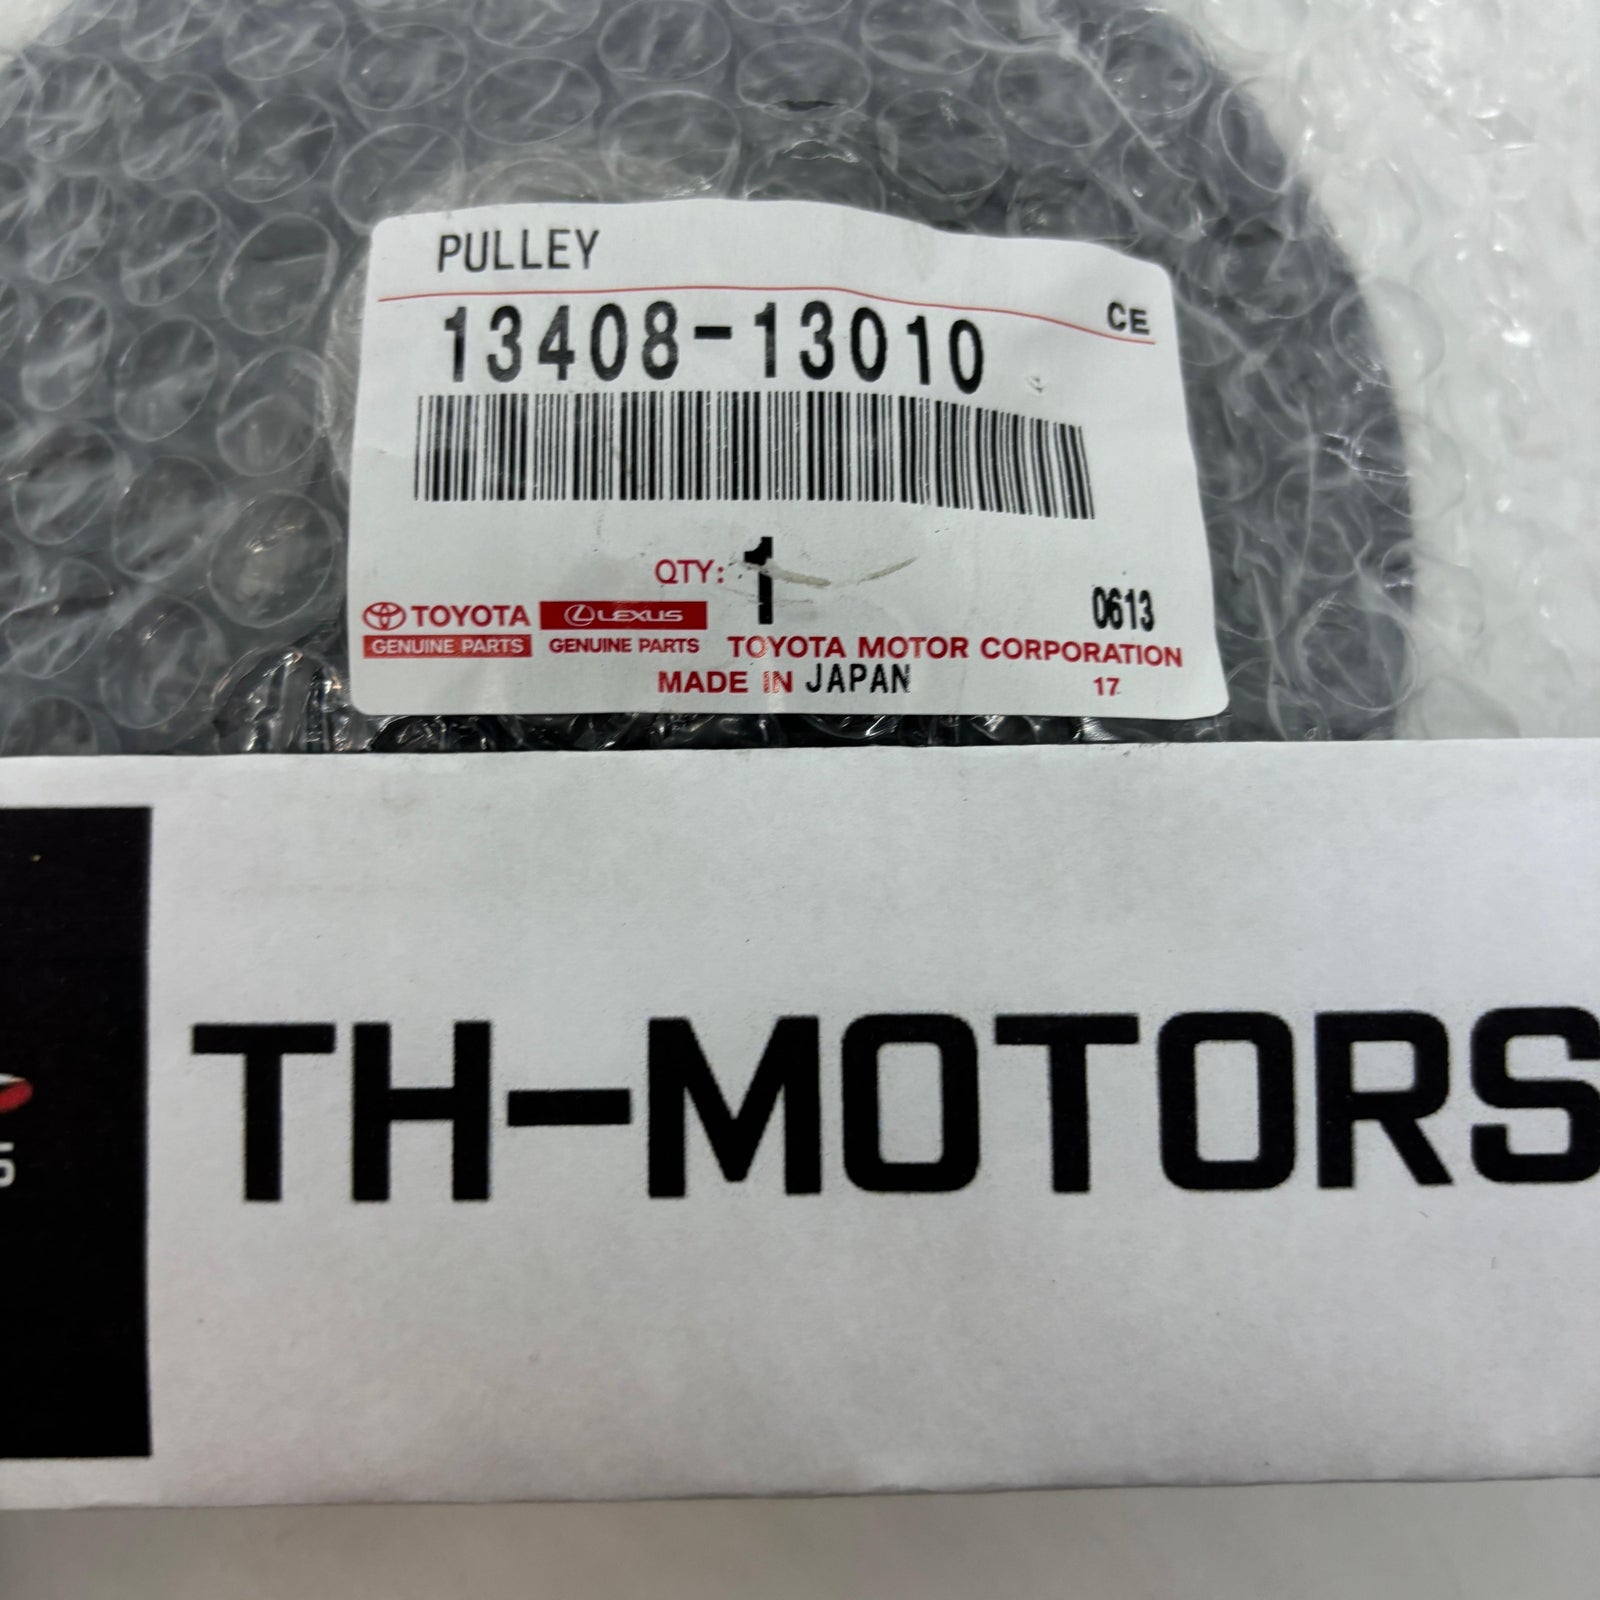 PULLEY
CE
13408-13010
QTY: 1
0613
TOYOTA LEXUS
GENUINE PARTS GENUINE PARTS TOYOTA MOTOR CORPORATION
MADE IN JAPAN 17
TH-MOTORS